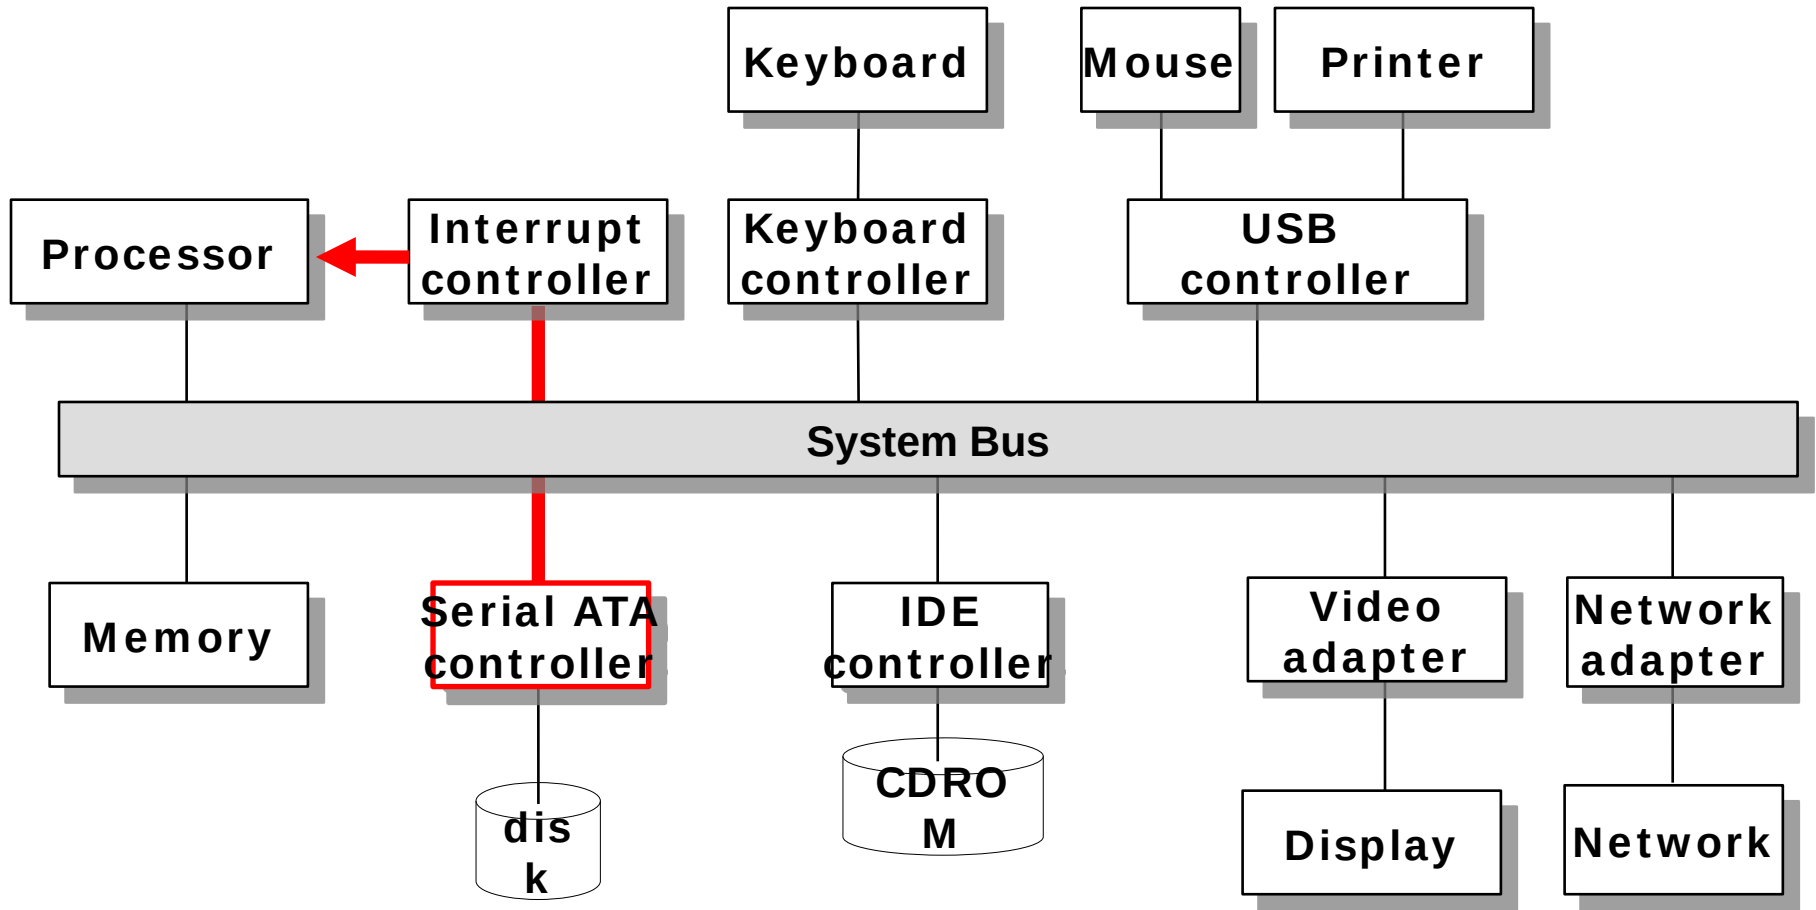 Keyboard
Mouse
Printer
Processor
Interrupt
controller
Keyboard
controller
USB
controller
System Bus
Memory
Serial ATA
controller
IDE
controller
Video
adapter
Network
adapter
dis
k
CDRO
M
Display
Network